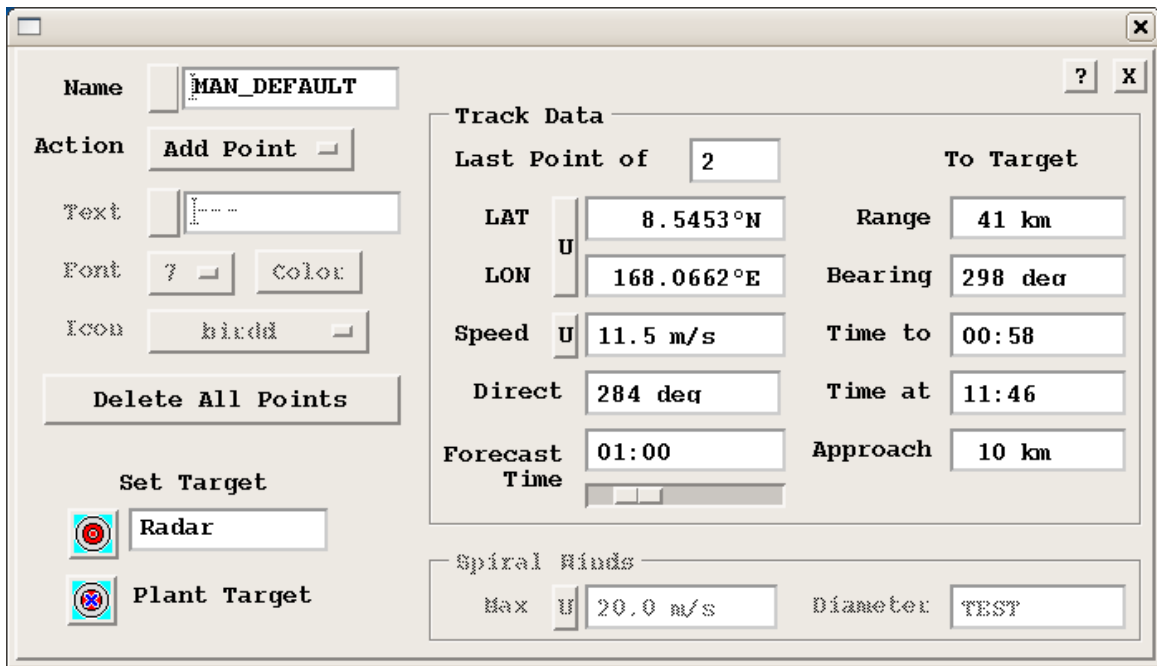 Name MAN_DEFAULT
? X
Action Add Point
Text ---
Font 7 Color
Icon birdd
Delete All Points
Set Target
Radar
Plant Target
Track Data
Last Point of 2 To Target
LAT U 8.5453°N Range 41 km
LON 168.0662°E Bearing 298 deg
Speed U 11.5 m/s Time to 00:58
Direct 284 deg Time at 11:46
Forecast Time 01:00 Approach 10 km
Spiral Winds
Max U 20.0 m/s Diameter TEST